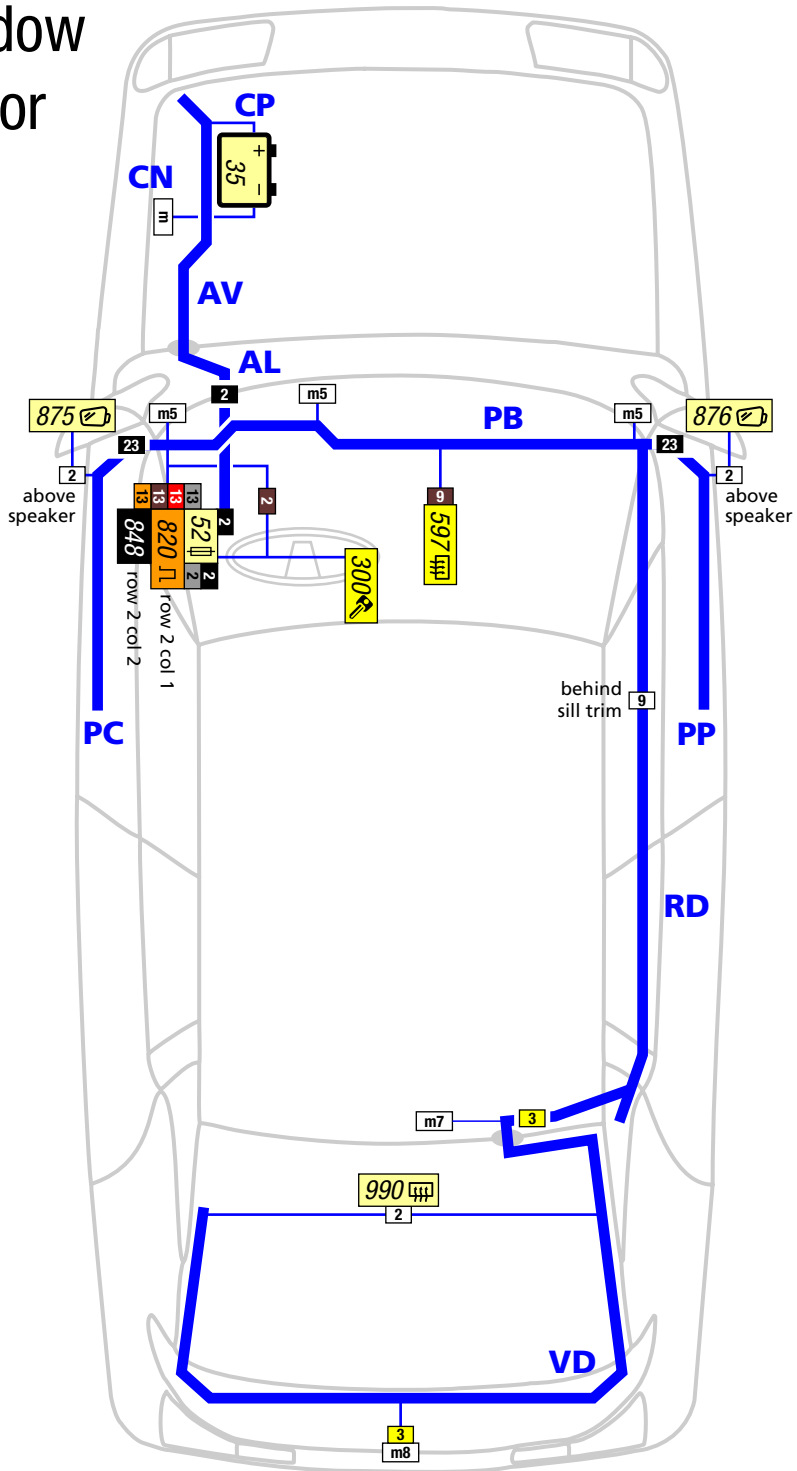 dow
or
CP
35
+
−
CN
m
AV
AL
2
m5
m5
m5
875
876
PB
23
23
2
above
speaker
2
above
speaker
13
13
13
13
2
9
848
820
52
2
2
2
597
300
row 2 col 2
row 2 col 1
behind
sill trim
9
PC
PP
RD
m7
3
990
2
VD
3
m8